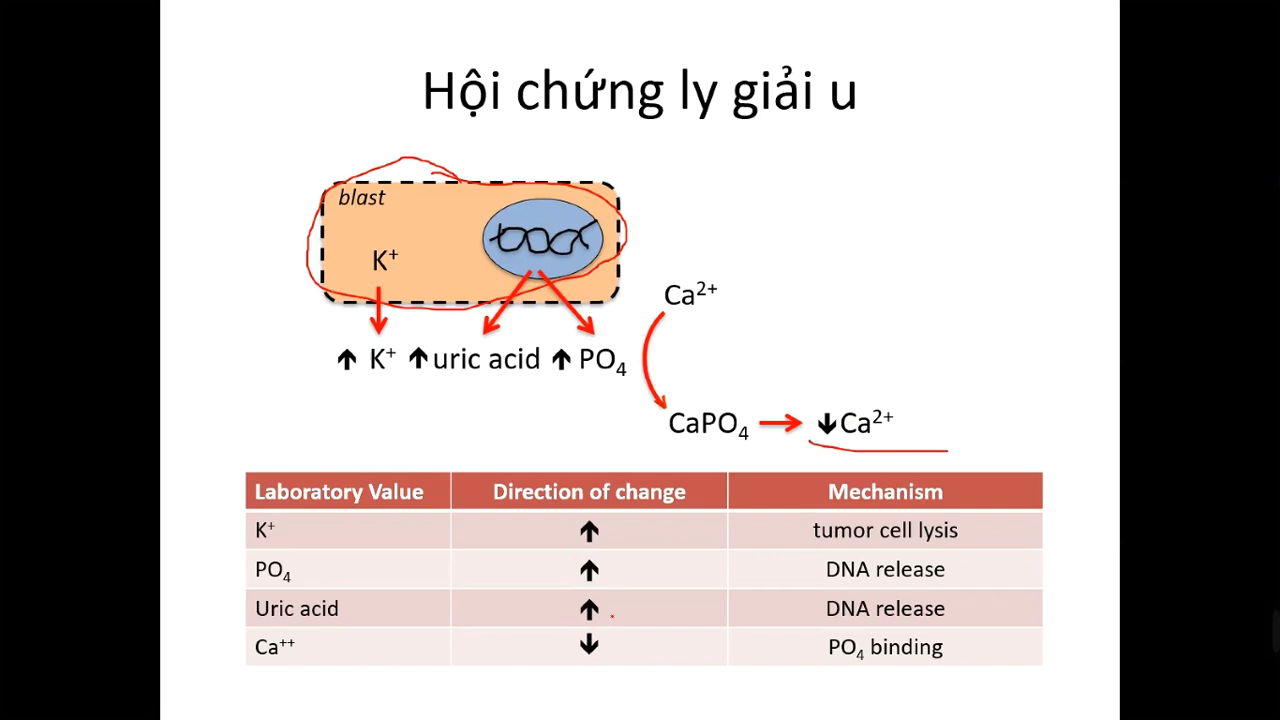 Hội chứng ly giải u
blast
K⁺
Ca²⁺
↑ K⁺ ↑ uric acid ↑ PO₄
CaPO₄ → ↓ Ca²⁺
Laboratory Value Direction of change Mechanism
K⁺ ↑ tumor cell lysis
PO₄ ↑ DNA release
Uric acid ↑ DNA release
Ca⁺⁺ ↓ PO₄ binding